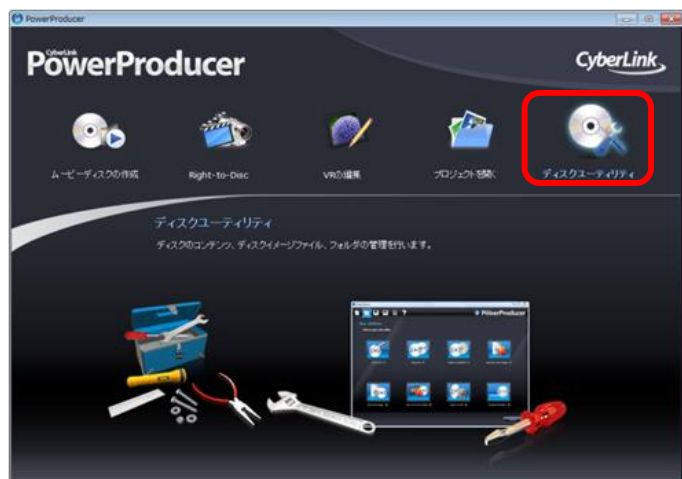 PowerProducer
CyberLink
PowerProducer
CyberLink
ムービーディスクの作成
Right-to-Disc
VRの編集
プロジェクトを開く
ディスクユーティリティ
ディスクユーティリティ
ディスクのコンテンツ、ディスクイメージファイル、フォルダの管理を行います。
PowerProducer